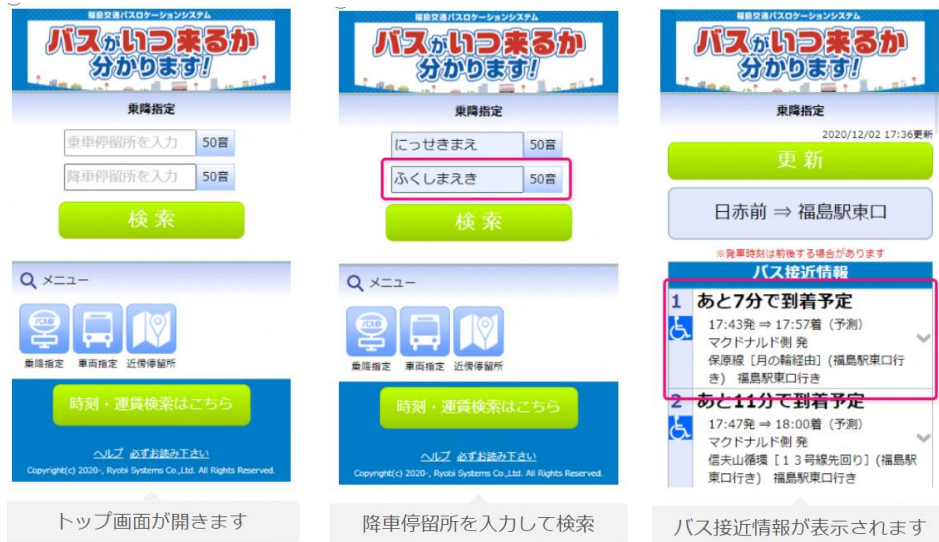 福島交通バスロケーションシステム
バスがいつ来るか
分かります!
乗降指定
乗車停留所を入力 50音
降車停留所を入力 50音
検索
メニュー
バス停
乗降指定 車両指定 近傍停留所
時刻・運賃検索はこちら
ヘルプ 必ずお読み下さい
Copyright(c) 2020-, Ryobi Systems Co.,Ltd. All Rights Reserved.
トップ画面が開きます
福島交通バスロケーションシステム
バスがいつ来るか
分かります!
乗降指定
にっせきまえ 50音
ふくしまえき 50音
検索
メニュー
バス停
乗降指定 車両指定 近傍停留所
時刻・運賃検索はこちら
ヘルプ 必ずお読み下さい
Copyright(c) 2020-, Ryobi Systems Co.,Ltd. All Rights Reserved.
降車停留所を入力して検索
福島交通バスロケーションシステム
バスがいつ来るか
分かります!
乗降指定
2020/12/02 17:36更新
更新
日赤前 ⇒ 福島駅東口
※発車時刻は前後する場合があります
バス接近情報
1 あと7分で到着予定
17:43発 ⇒ 17:57着（予測）
マクドナルド側 発
保原線［月の輪経由］(福島駅東口行
き) 福島駅東口行き
2 あと11分で到着予定
17:47発 ⇒ 18:00着（予測）
マクドナルド側 発
信夫山循環［１３号線先回り］(福島駅
東口行き) 福島駅東口行き
バス接近情報が表示されます